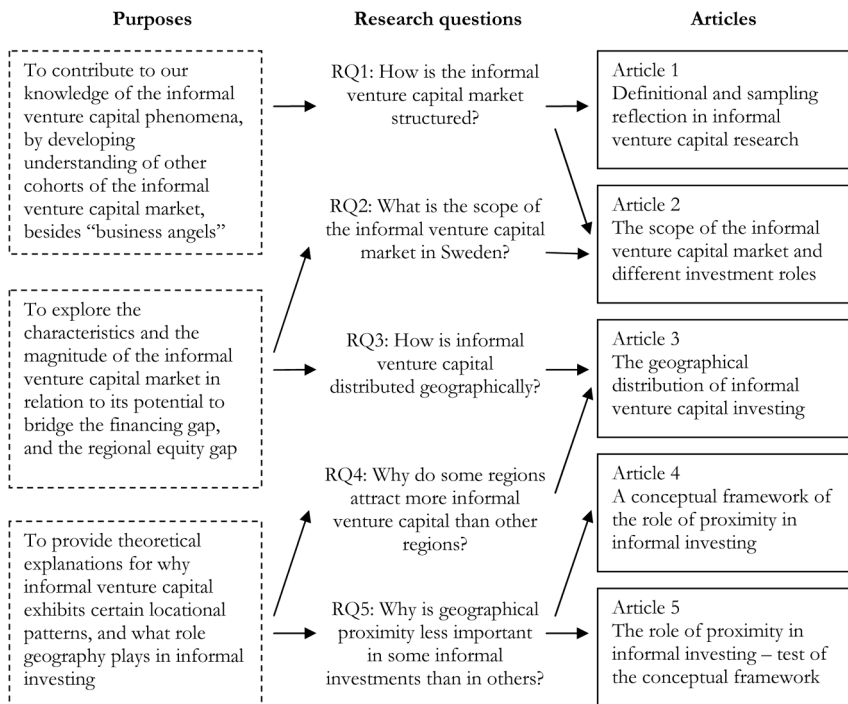 Purposes
Research questions
Articles
To contribute to our
knowledge of the informal
venture capital phenomena,
by developing
understanding of other
cohorts of the informal
venture capital market,
besides “business angels”
To explore the
characteristics and the
magnitude of the informal
venture capital market in
relation to its potential to
bridge the financing gap,
and the regional equity gap
To provide theoretical
explanations for why
informal venture capital
exhibits certain locational
patterns, and what role
geography plays in informal
investing
RQ1: How is the informal
venture capital market
structured?
RQ2: What is the scope of
the informal venture capital
market in Sweden?
RQ3: How is informal
venture capital
distributed geographically?
RQ4: Why do some regions
attract more informal
venture capital than other
regions?
RQ5: Why is geographical
proximity less important
in some informal
investments than in others?
Article 1
Definitional and sampling
reflection in informal
venture capital research
Article 2
The scope of the informal
venture capital market and
different investment roles
Article 3
The geographical
distribution of informal
venture capital investing
Article 4
A conceptual framework of
the role of proximity in
informal investing
Article 5
The role of proximity in
informal investing – test of
the conceptual framework